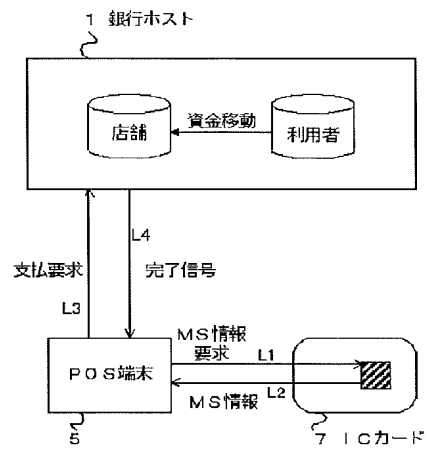 1 銀行ホスト
店舗
資金移動
利用者
支払要求
L3
L4
完了信号
MS情報
要求
L1
POS端末
L2
MS情報
5
7 ICカード